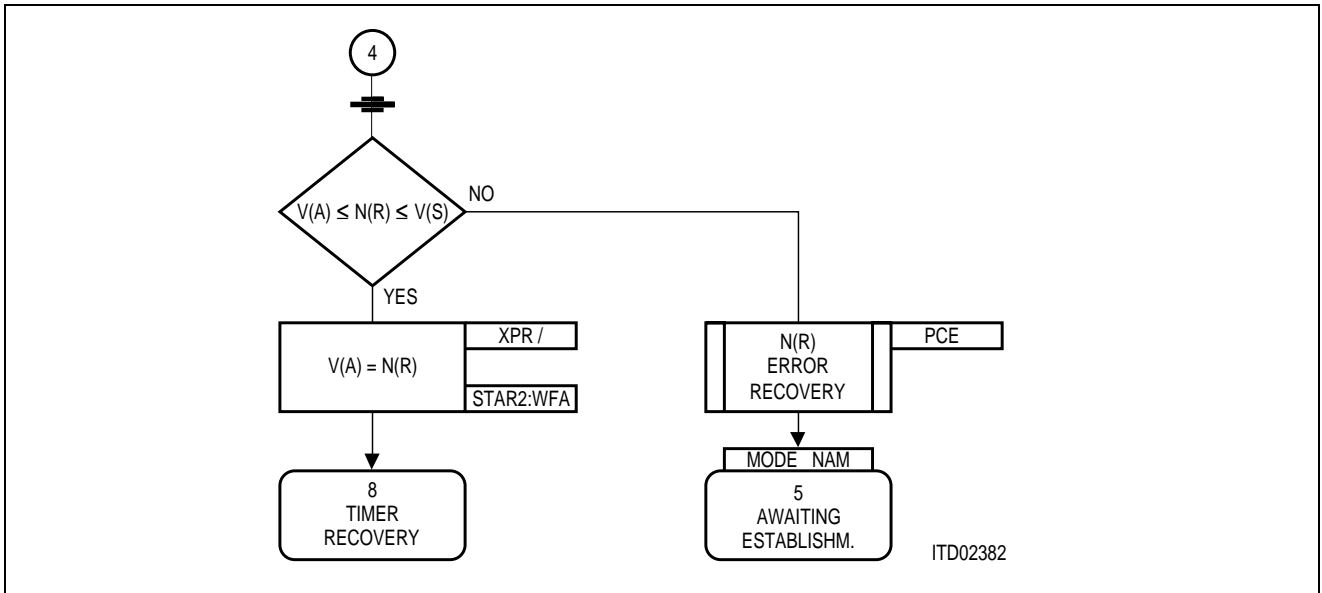 4
V(A) ≤ N(R) ≤ V(S)
NO
YES
V(A) = N(R)
XPR /
STAR2:WFA
N(R)
ERROR
RECOVERY
PCE
MODE NAM
8
TIMER
RECOVERY
5
AWAITING
ESTABLISHM.
ITD02382